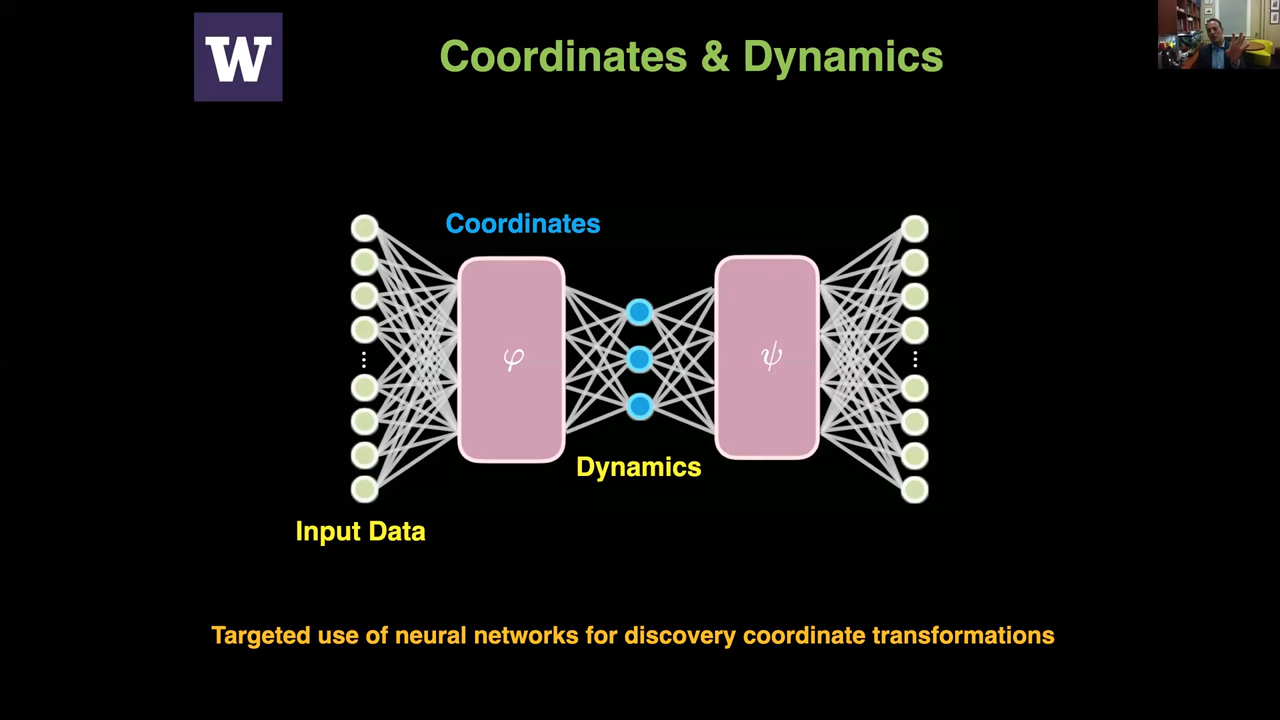 W
Coordinates & Dynamics
Coordinates
φ
ψ
Dynamics
Input Data
Targeted use of neural networks for discovery coordinate transformations